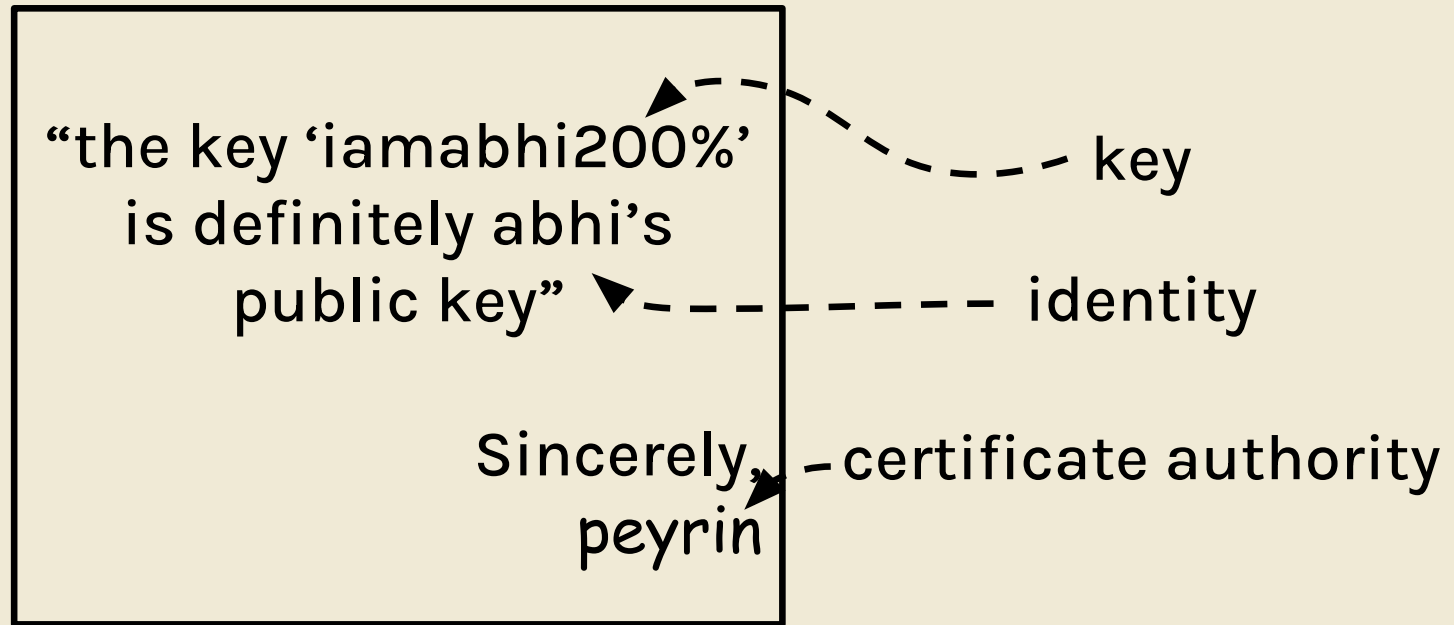 “the key ‘iamabhi200%’
is definitely abhi’s
public key”
Sincerely,
peyrin
key
identity
certificate authority